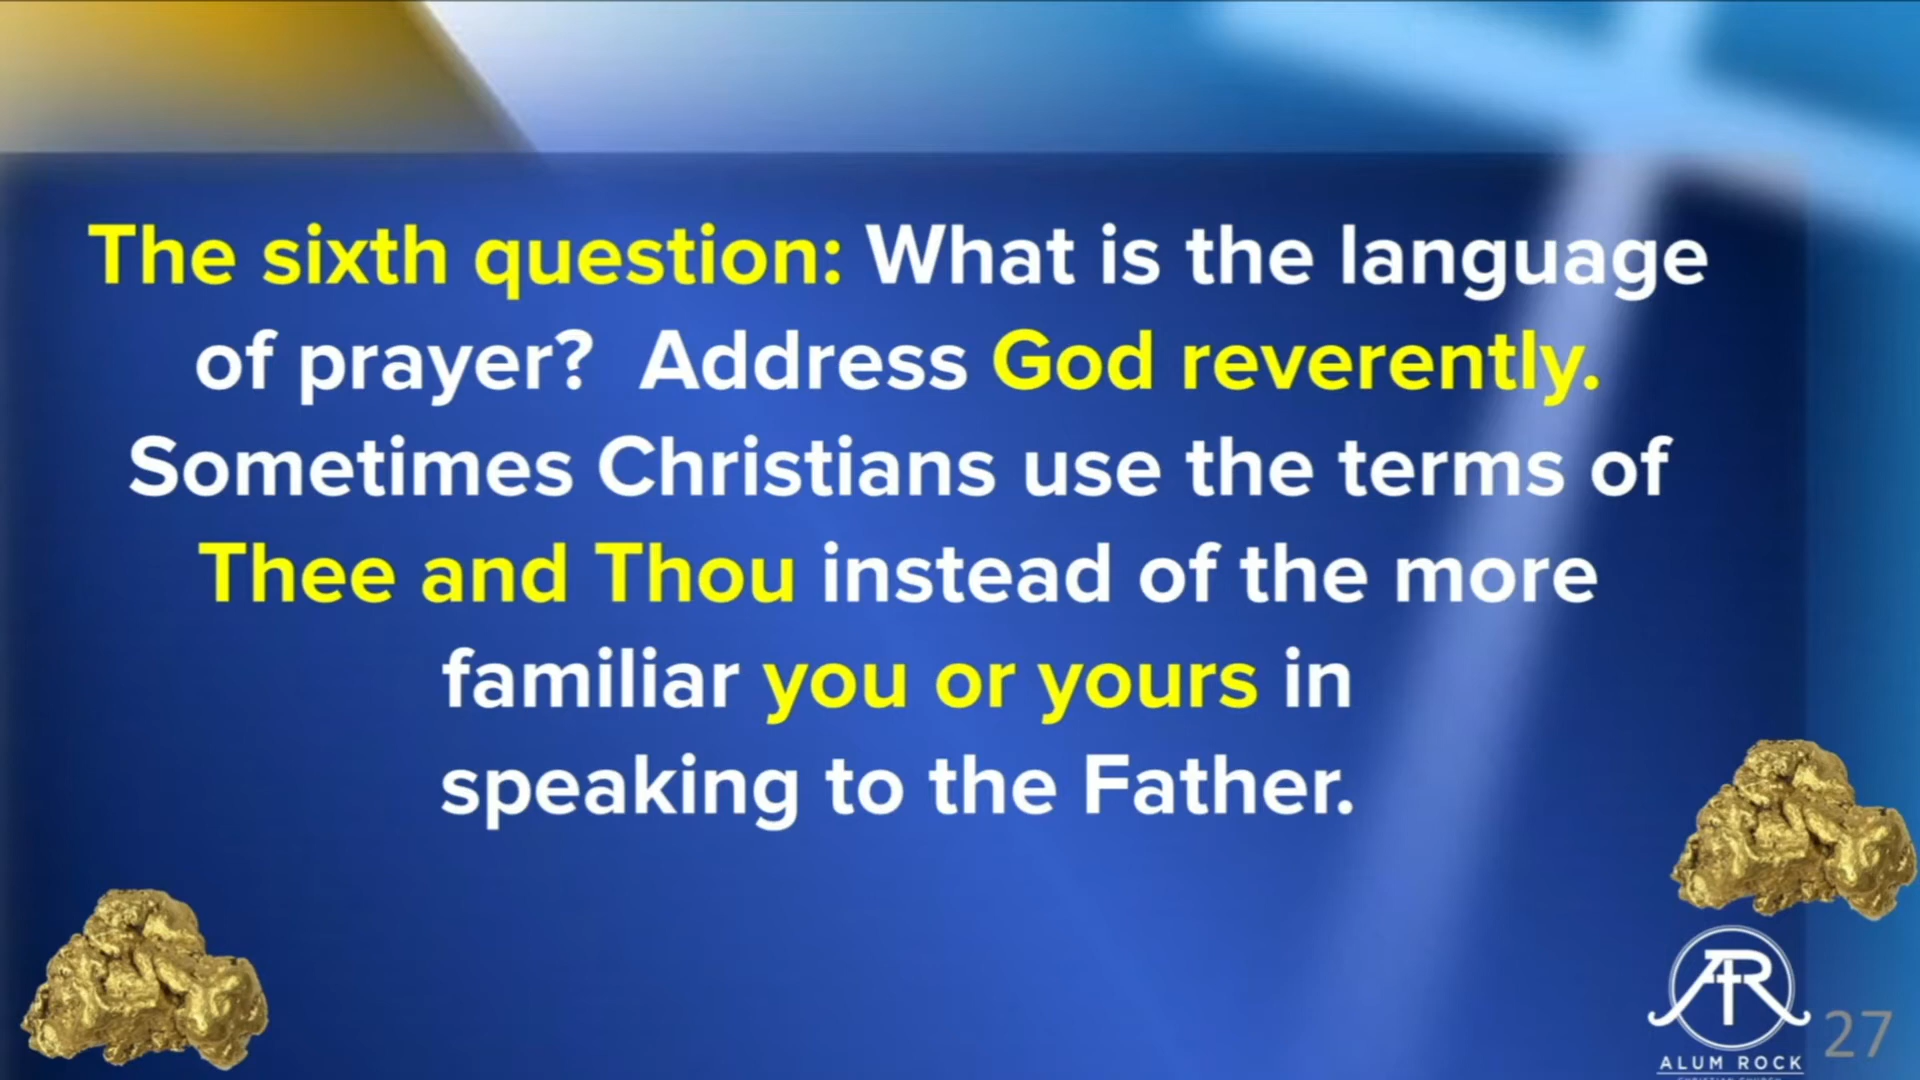 The sixth question: What is the language
of prayer? Address God reverently.
Sometimes Christians use the terms of
Thee and Thou instead of the more
familiar you or yours in
speaking to the Father.
ATR
ALUM ROCK
27